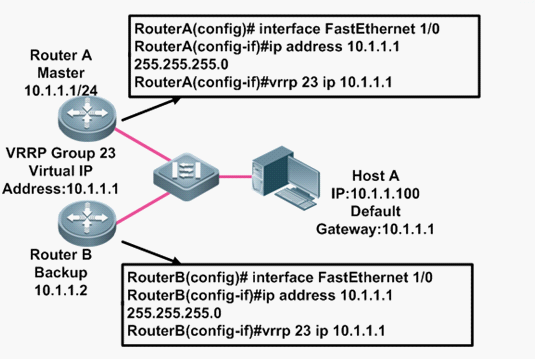 RouterA(config)# interface FastEthernet 1/0
RouterA(config-if)#ip address 10.1.1.1
255.255.255.0
RouterA(config-if)#vrrp 23 ip 10.1.1.1
Router A
Master
10.1.1.1/24
VRRP Group 23
Virtual IP
Address:10.1.1.1
Host A
IP:10.1.1.100
Default
Gateway:10.1.1.1
Router B
Backup
10.1.1.2
RouterB(config)# interface FastEthernet 1/0
RouterB(config-if)#ip address 10.1.1.1
255.255.255.0
RouterB(config-if)#vrrp 23 ip 10.1.1.1